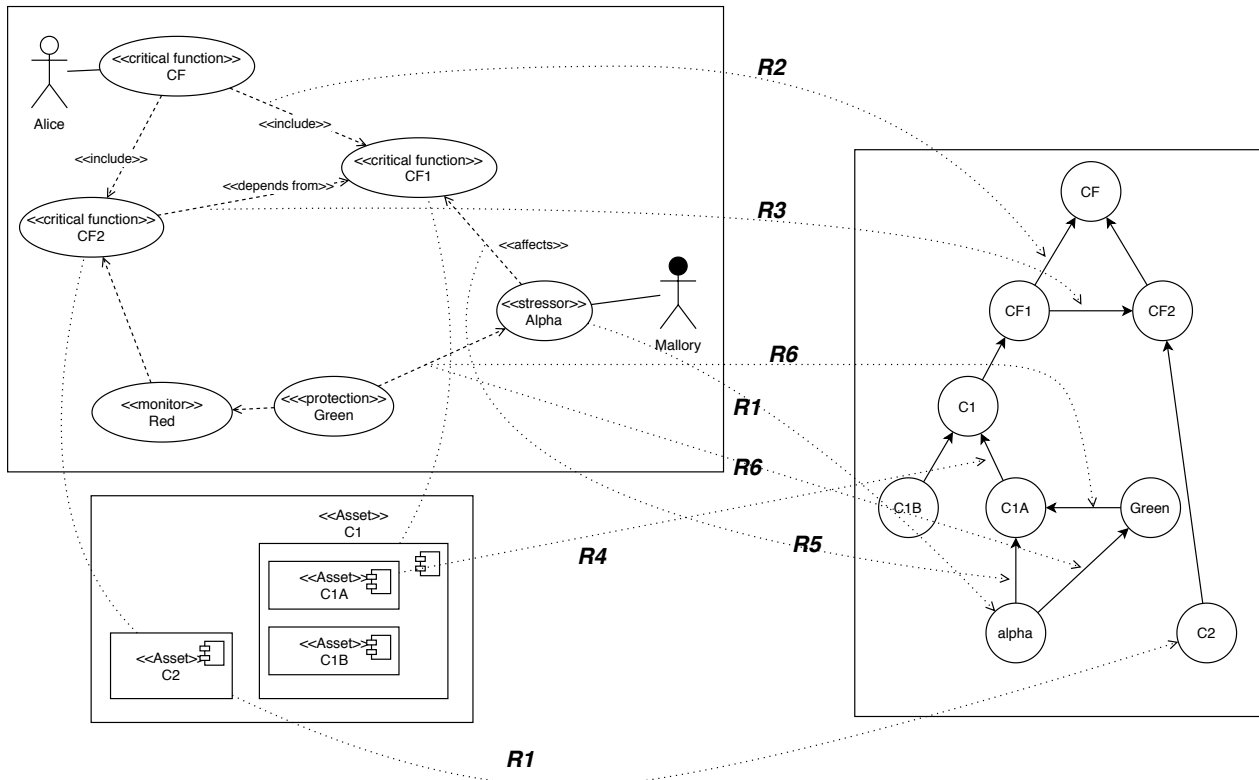 <<critical function>>
CF
Alice
<<include>>
<<include>>
<<critical function>>
CF1
<<depends from>>
<<critical function>>
CF2
<<affects>>
<<stressor>>
Alpha
Mallory
<<monitor>>
Red
<<<protection>>
Green
<<Asset>>
C1
<<Asset>>
C1A
<<Asset>>
C1B
<<Asset>>
C2
R2
R3
R6
R1
R6
R5
R4
R1
CF
CF1
CF2
C1
C1B
C1A
Green
alpha
C2